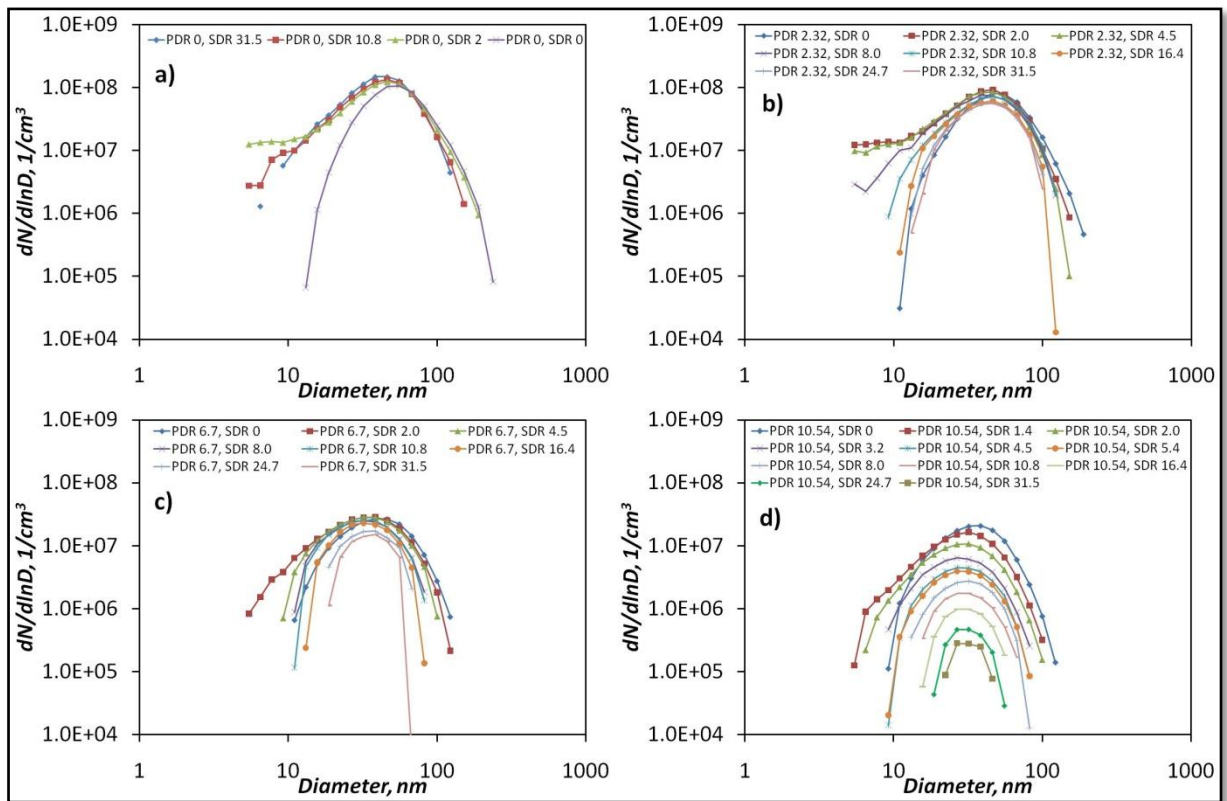 PDR 0, SDR 31.5 PDR 0, SDR 10.8 PDR 0, SDR 2 PDR 0, SDR 0
a)
dN/dlnD, 1/cm³
1.0E+09
1.0E+08
1.0E+07
1.0E+06
1.0E+05
1.0E+04
1 10 100 1000
Diameter, nm
PDR 2.32, SDR 0 PDR 2.32, SDR 2.0 PDR 2.32, SDR 4.5
PDR 2.32, SDR 8.0 PDR 2.32, SDR 10.8 PDR 2.32, SDR 16.4
PDR 2.32, SDR 24.7 PDR 2.32, SDR 31.5
b)
dN/dlnD, 1/cm³
1.0E+09
1.0E+08
1.0E+07
1.0E+06
1.0E+05
1.0E+04
1 10 100 1000
Diameter, nm
PDR 6.7, SDR 0 PDR 6.7, SDR 2.0 PDR 6.7, SDR 4.5
PDR 6.7, SDR 8.0 PDR 6.7, SDR 10.8 PDR 6.7, SDR 16.4
PDR 6.7, SDR 24.7 PDR 6.7, SDR 31.5
c)
dN/dlnD, 1/cm³
1.0E+09
1.0E+08
1.0E+07
1.0E+06
1.0E+05
1.0E+04
1 10 100 1000
Diameter, nm
PDR 10.54, SDR 0 PDR 10.54, SDR 1.4 PDR 10.54, SDR 2.0
PDR 10.54, SDR 3.2 PDR 10.54, SDR 4.5 PDR 10.54, SDR 5.4
PDR 10.54, SDR 8.0 PDR 10.54, SDR 10.8 PDR 10.54, SDR 16.4
PDR 10.54, SDR 24.7 PDR 10.54, SDR 31.5
d)
dN/dlnD, 1/cm³
1.0E+09
1.0E+08
1.0E+07
1.0E+06
1.0E+05
1.0E+04
1 10 100 1000
Diameter, nm